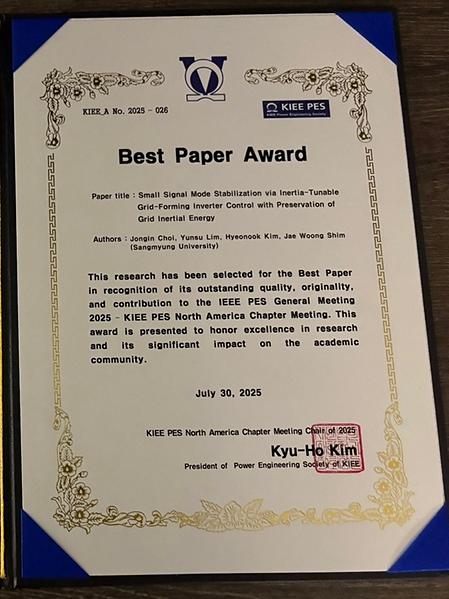 KIEE_A No. 2025 - 026
KIEE PES
KIEE Power Engineering Society
Best Paper Award
Paper title : Small Signal Mode Stabilization via Inertia-Tunable
Grid-Forming Inverter Control with Preservation of
Grid Inertial Energy
Authors : Jongin Choi, Yunsu Lim, Hyeonook Kim, Jae Woong Shim
(Sangmyung University)
This research has been selected for the Best Paper
in recognition of its outstanding quality, originality,
and contribution to the IEEE PES General Meeting
2025 - KIEE PES North America Chapter Meeting. This
award is presented to honor excellence in research
and its significant impact on the academic
community.
July 30, 2025
KIEE PES North America Chapter Meeting Chair of 2025
Kyu-Ho Kim
President of Power Engineering Society of KIEE